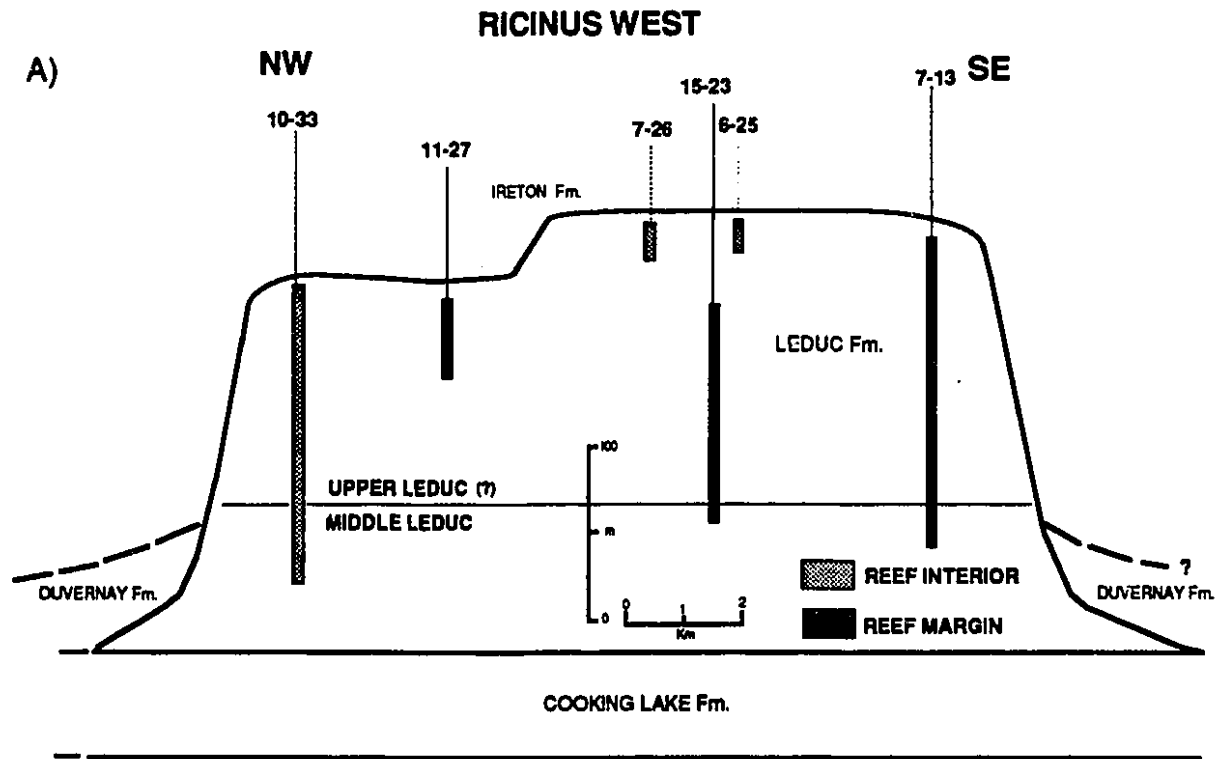 RICINUS WEST
A)
NW
SE
10-33
11-27
7-26
15-23
6-25
7-13
IRETON Fm.
LEDUC Fm.
UPPER LEDUC (?)
MIDDLE LEDUC
100
m
0
0 1 2
Km
REEF INTERIOR
REEF MARGIN
DUVERNAY Fm.
?
DUVERNAY Fm.
COOKING LAKE Fm.